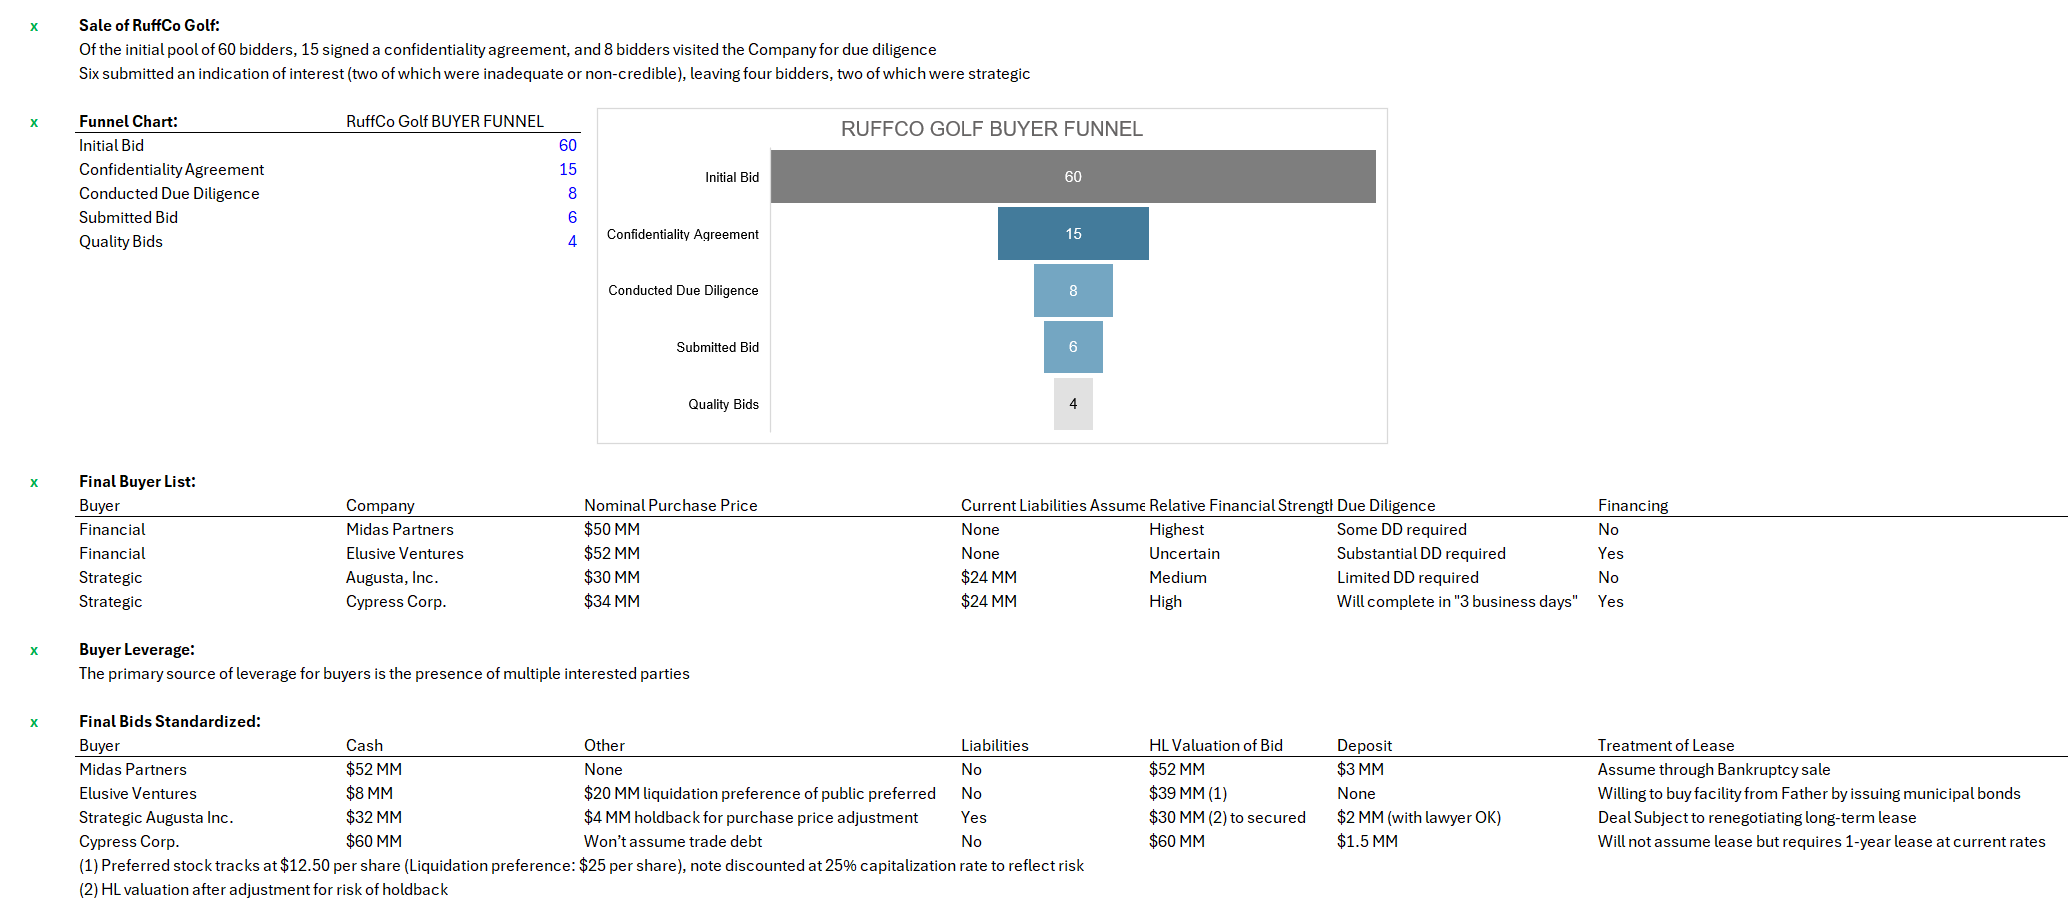 x Sale of RuffCo Golf:
Of the initial pool of 60 bidders, 15 signed a confidentiality agreement, and 8 bidders visited the Company for due diligence
Six submitted an indication of interest (two of which were inadequate or non-credible), leaving four bidders, two of which were strategic
x Funnel Chart: RuffCo Golf BUYER FUNNEL
Initial Bid 60
Confidentiality Agreement 15
Conducted Due Diligence 8
Submitted Bid 6
Quality Bids 4
RUFFCO GOLF BUYER FUNNEL
Initial Bid 60
Confidentiality Agreement 15
Conducted Due Diligence 8
Submitted Bid 6
Quality Bids 4
x Final Buyer List:
Buyer Company Nominal Purchase Price Current Liabilities Assume Relative Financial Strengtl Due Diligence Financing
Financial Midas Partners $50 MM None Highest Some DD required No
Financial Elusive Ventures $52 MM None Uncertain Substantial DD required Yes
Strategic Augusta, Inc. $30 MM $24 MM Medium Limited DD required No
Strategic Cypress Corp. $34 MM $24 MM High Will complete in "3 business days" Yes
x Buyer Leverage:
The primary source of leverage for buyers is the presence of multiple interested parties
x Final Bids Standardized:
Buyer Cash Other Liabilities HL Valuation of Bid Deposit Treatment of Lease
Midas Partners $52 MM None No $52 MM $3 MM Assume through Bankruptcy sale
Elusive Ventures $8 MM $20 MM liquidation preference of public preferred No $39 MM (1) None Willing to buy facility from Father by issuing municipal bonds
Strategic Augusta Inc. $32 MM $4 MM holdback for purchase price adjustment Yes $30 MM (2) to secured $2 MM (with lawyer OK) Deal Subject to renegotiating long-term lease
Cypress Corp. $60 MM Won't assume trade debt No $60 MM $1.5 MM Will not assume lease but requires 1-year lease at current rates
(1) Preferred stock tracks at $12.50 per share (Liquidation preference: $25 per share), note discounted at 25% capitalization rate to reflect risk
(2) HL valuation after adjustment for risk of holdback